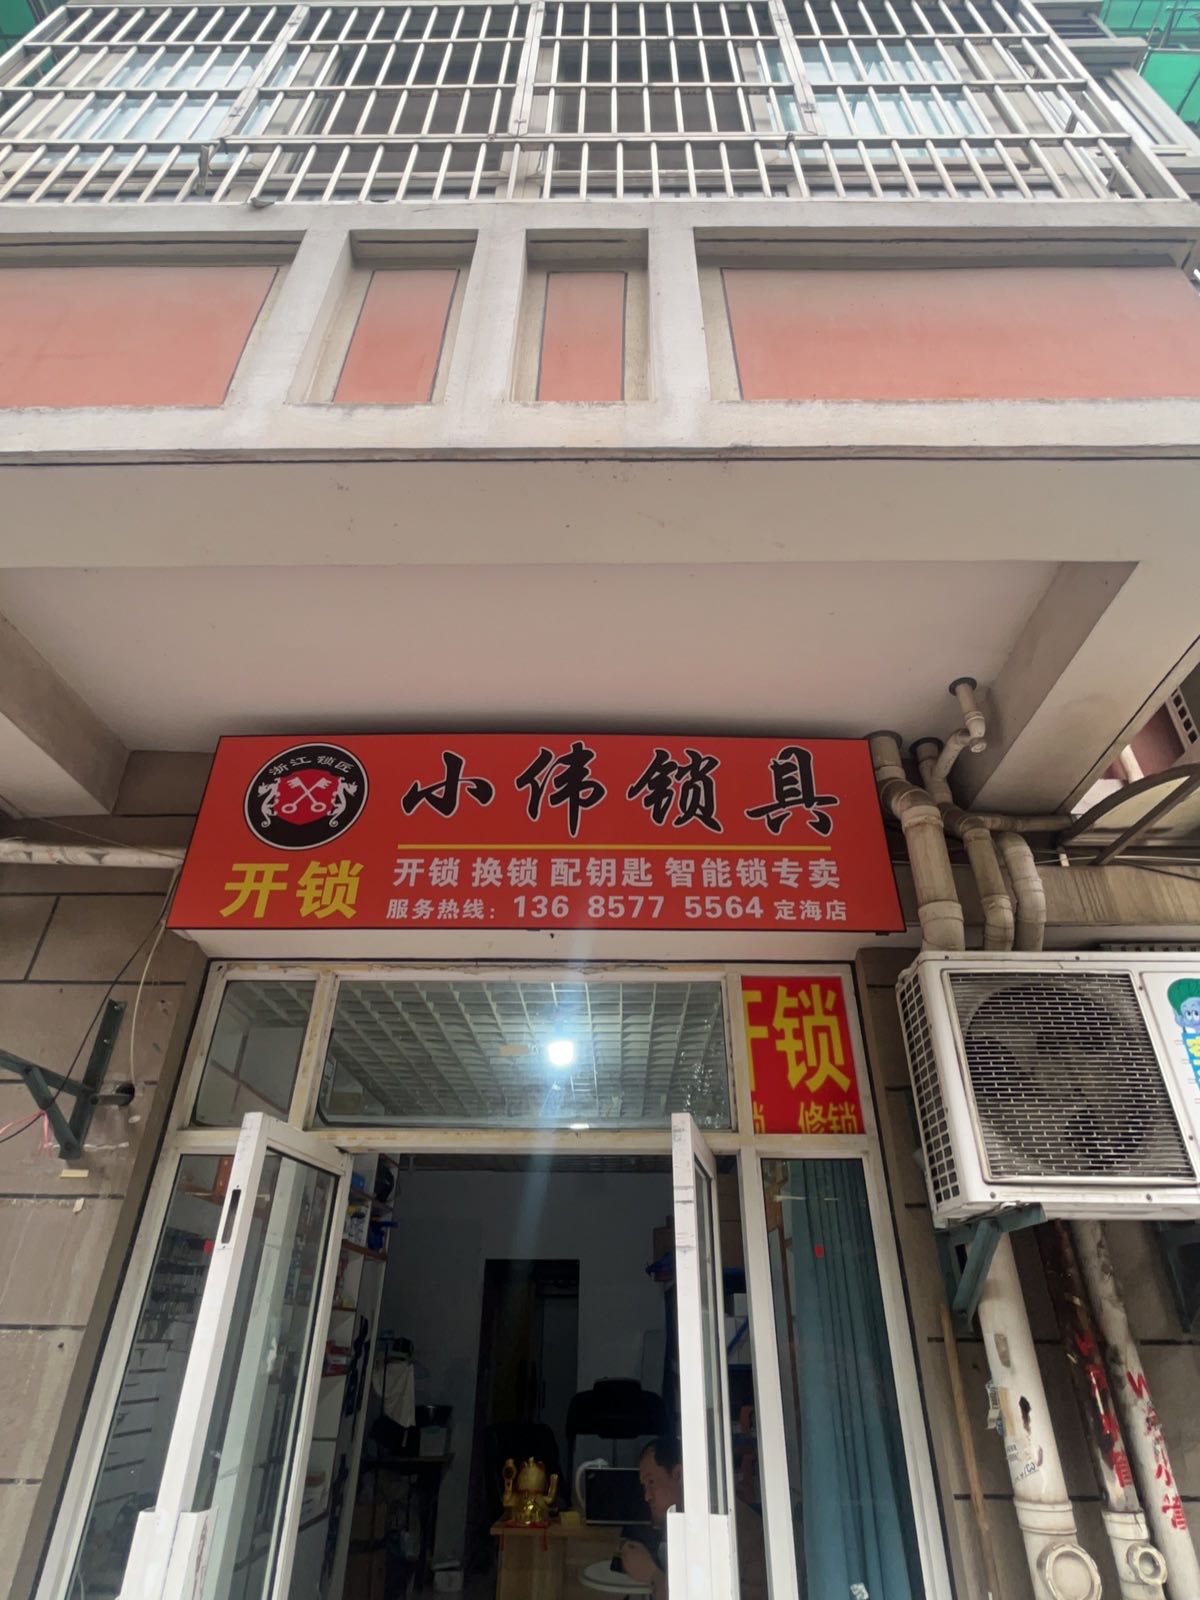 浙江 锁匠
小伟锁具
开锁
开锁 换锁 配钥匙 智能锁专卖
服务热线：136 8577 5564 定海店
开锁
锁 修锁